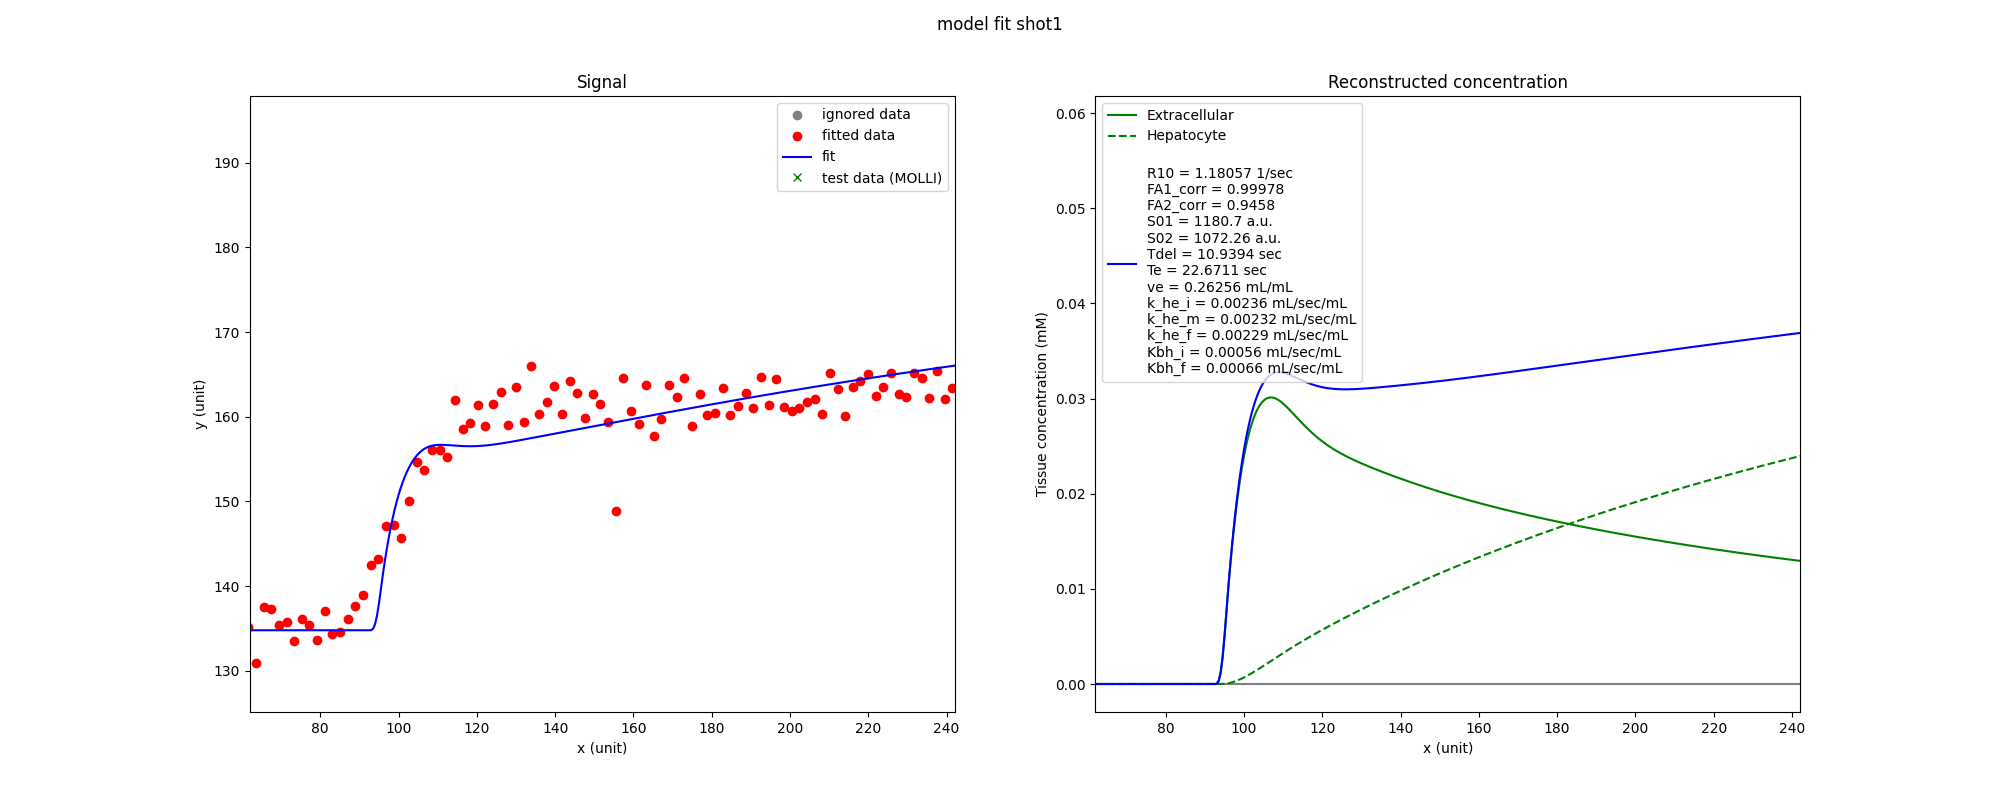 model fit shot1
Signal
ignored data
fitted data
fit
test data (MOLLI)
190
180
170
160
150
140
130
y (unit)
80 100 120 140 160 180 200 220 240
x (unit)
Reconstructed concentration
Extracellular
Hepatocyte
R10 = 1.18057 1/sec
FA1_corr = 0.99978
FA2_corr = 0.9458
S01 = 1180.7 a.u.
S02 = 1072.26 a.u.
Tdel = 10.9394 sec
Te = 22.6711 sec
ve = 0.26256 mL/mL
k_he_i = 0.00236 mL/sec/mL
k_he_m = 0.00232 mL/sec/mL
k_he_f = 0.00229 mL/sec/mL
Kbh_i = 0.00056 mL/sec/mL
Kbh_f = 0.00066 mL/sec/mL
0.06
0.05
0.04
0.03
0.02
0.01
0.00
Tissue concentration (mM)
80 100 120 140 160 180 200 220 240
x (unit)